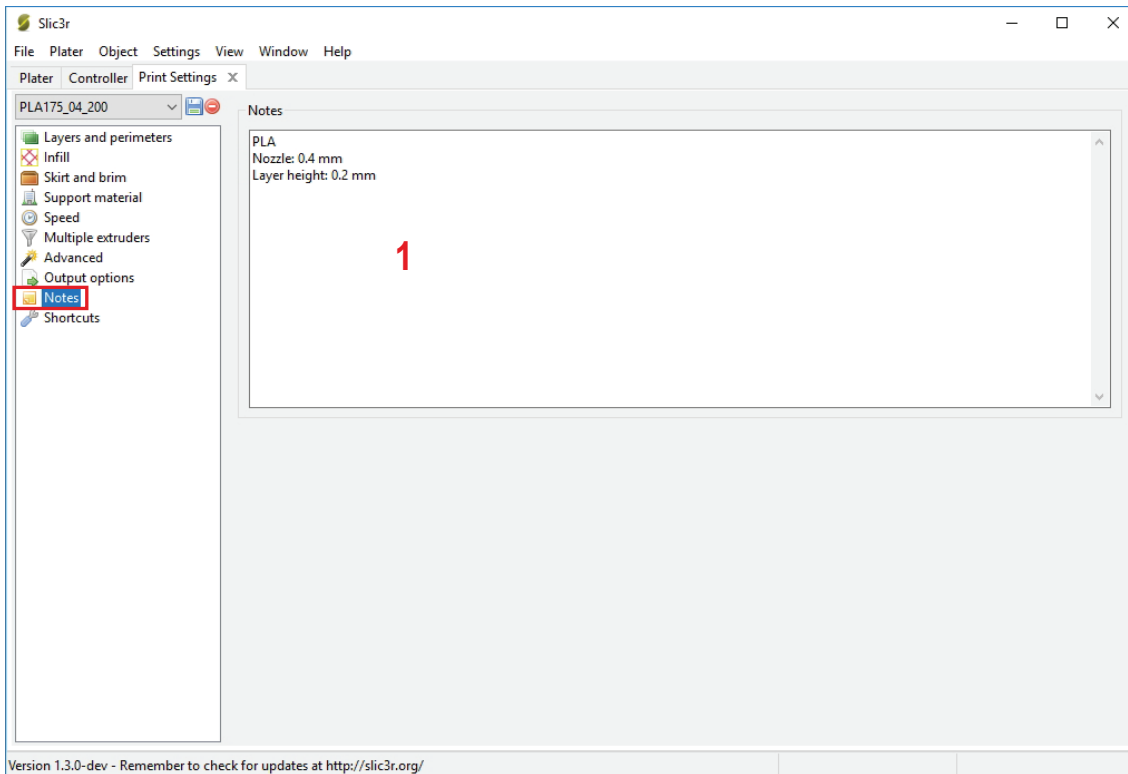 Slic3r
File Plater Object Settings View Window Help
Plater Controller Print Settings
PLA175_04_200
Layers and perimeters
Infill
Skirt and brim
Support material
Speed
Multiple extruders
Advanced
Output options
Notes
Shortcuts
Notes
PLA
Nozzle: 0.4 mm
Layer height: 0.2 mm
1
Version 1.3.0-dev - Remember to check for updates at http://slic3r.org/